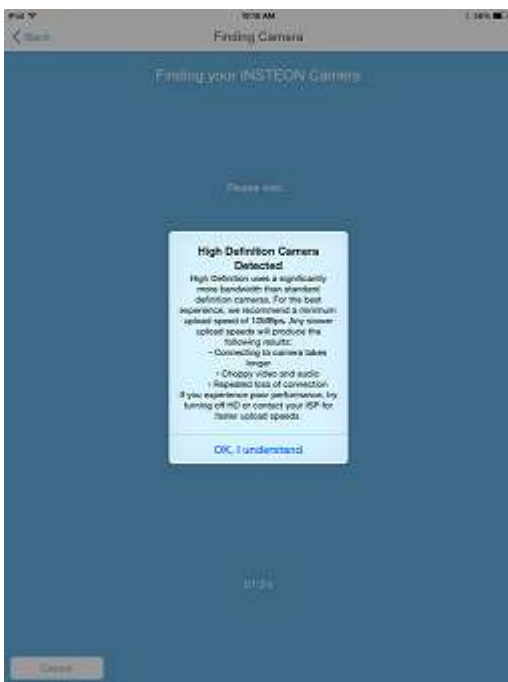 iPad
10:18 AM
Back
Finding Camera
Finding your INSTEON Camera
Please wait...
High Definition Camera
Detected
High Definition uses a significantly
more bandwidth than standard
definition cameras. For the best
experience, we recommend a minimum
upload speed of 10Mbps. Any slower
upload speeds will produce the
following results:
- Connecting to camera takes
longer
- Choppy video and audio
- Repeated loss of connection
If you experience poor performance, try
turning off HD or contact your ISP for
faster upload speeds.
OK, I understand
01:24
Cancel